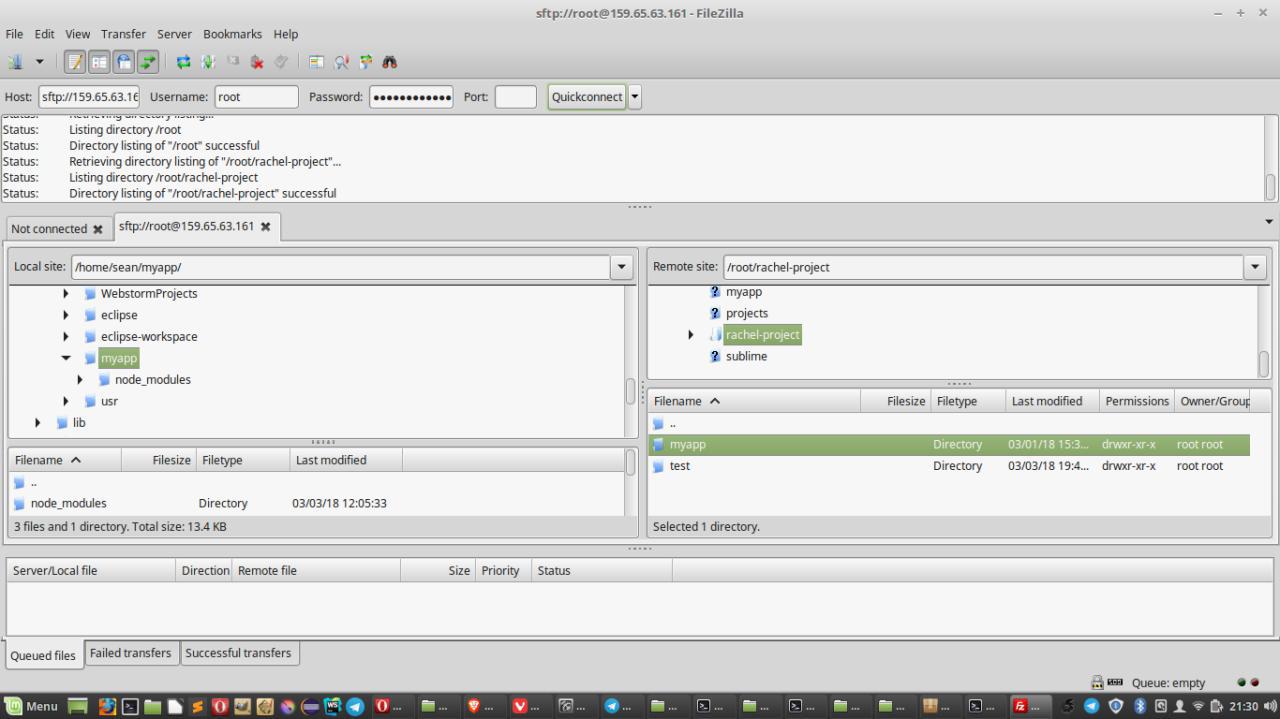 sftp://root@159.65.63.161 - FileZilla
File Edit View Transfer Server Bookmarks Help
Host: sftp://159.65.63.16 Username: root Password: ●●●●●●●●●●●● Port: Quickconnect
Status: Retrieving directory listing...
Status: Listing directory /root
Status: Directory listing of "/root" successful
Status: Retrieving directory listing of "/root/rachel-project"...
Status: Listing directory /root/rachel-project
Status: Directory listing of "/root/rachel-project" successful
Not connected sftp://root@159.65.63.161
Local site: /home/sean/myapp/
WebstormProjects
eclipse
eclipse-workspace
myapp
node_modules
usr
lib
Filename Filesize Filetype Last modified
..
node_modules Directory 03/03/18 12:05:33
3 files and 1 directory. Total size: 13.4 KB
Remote site: /root/rachel-project
myapp
projects
rachel-project
sublime
Filename Filesize Filetype Last modified Permissions Owner/Group
..
myapp Directory 03/01/18 15:3... drwxr-xr-x root root
test Directory 03/03/18 19:4... drwxr-xr-x root root
Selected 1 directory.
Server/Local file Direction Remote file Size Priority Status
Queued files Failed transfers Successful transfers
Queue: empty
Menu ... ... ... ... ... ... ... ... ... ... ... ... ... ... ... 21:30